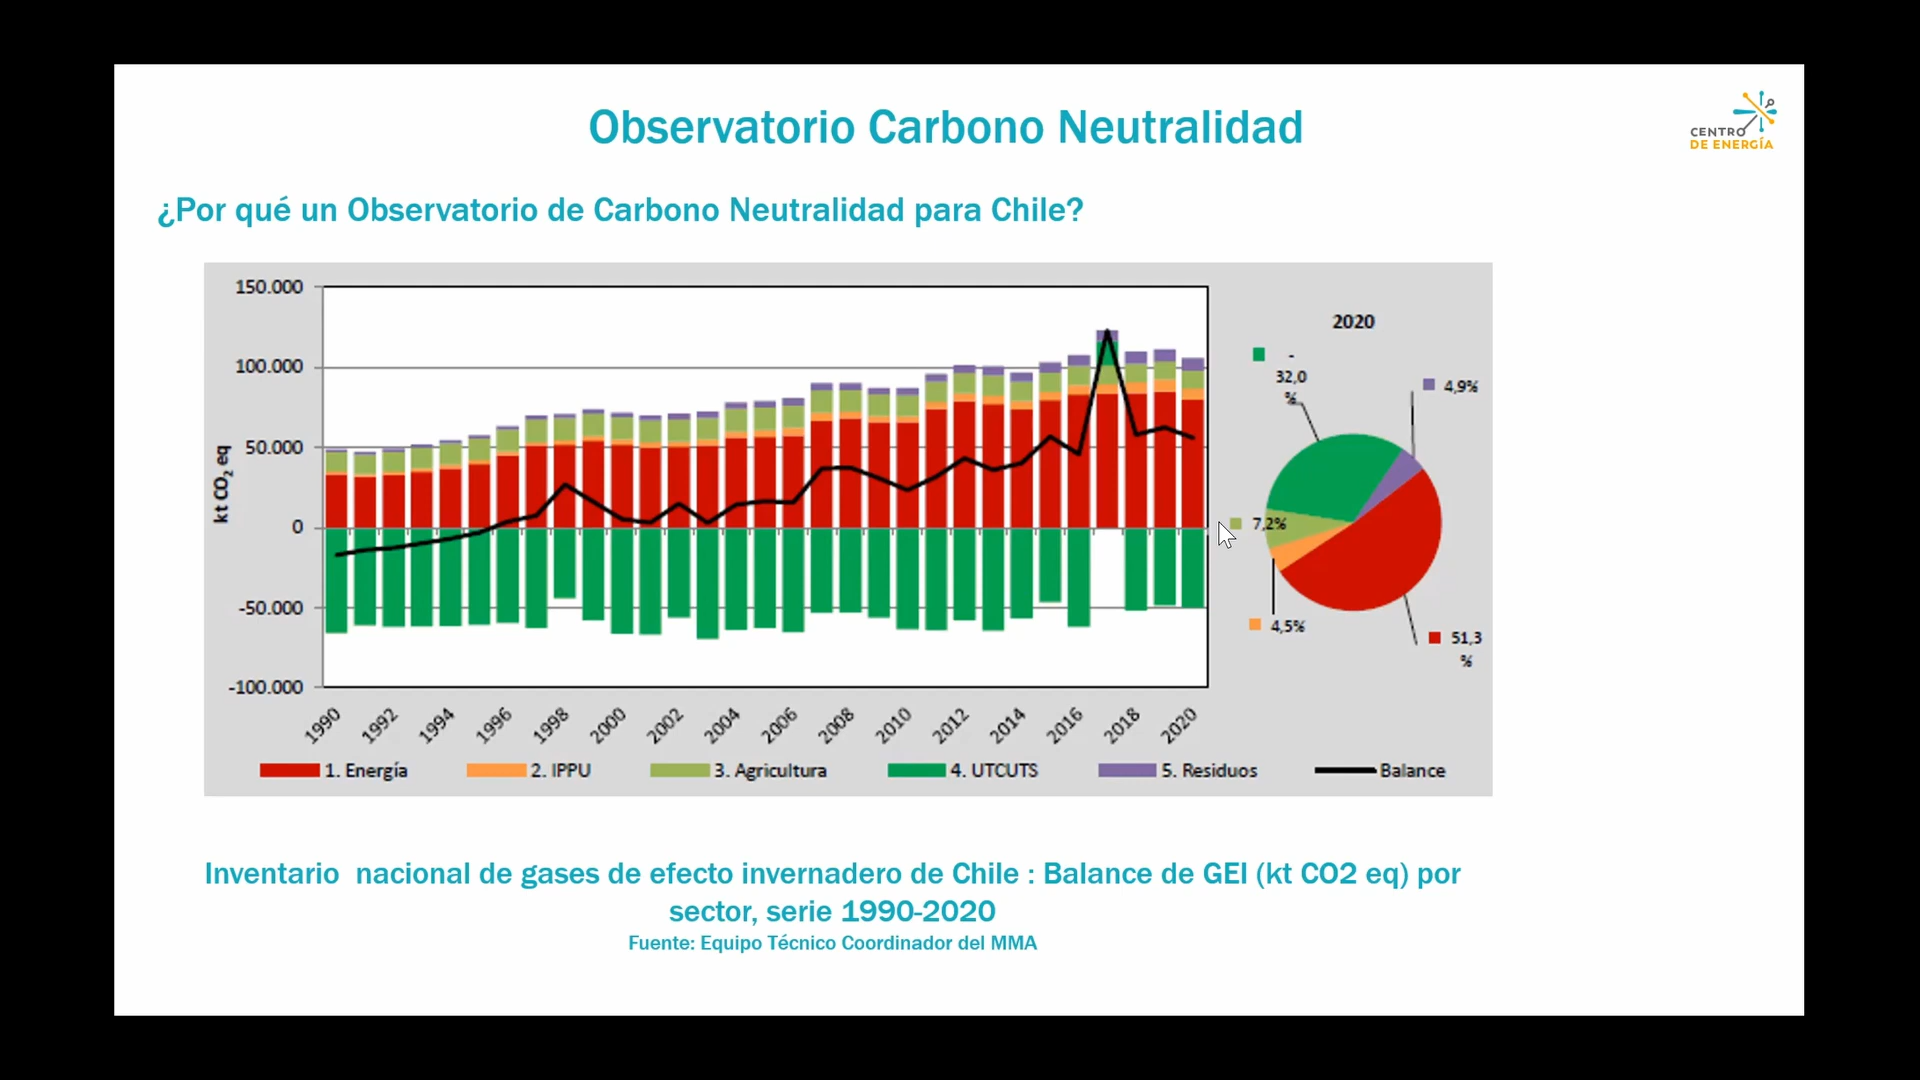 Observatorio Carbono Neutralidad
CENTRO
DE ENERGÍA
¿Por qué un Observatorio de Carbono Neutralidad para Chile?
kt CO₂ eq
150.000
100.000
50.000
0
-50.000
-100.000
1990
1992
1994
1996
1998
2000
2002
2004
2006
2008
2010
2012
2014
2016
2018
2020
2020
-
32,0
%
4,9%
7,2%
4,5%
51,3
%
1. Energía
2. IPPU
3. Agricultura
4. UTCUTS
5. Residuos
Balance
Inventario nacional de gases de efecto invernadero de Chile : Balance de GEI (kt CO2 eq) por
sector, serie 1990-2020
Fuente: Equipo Técnico Coordinador del MMA